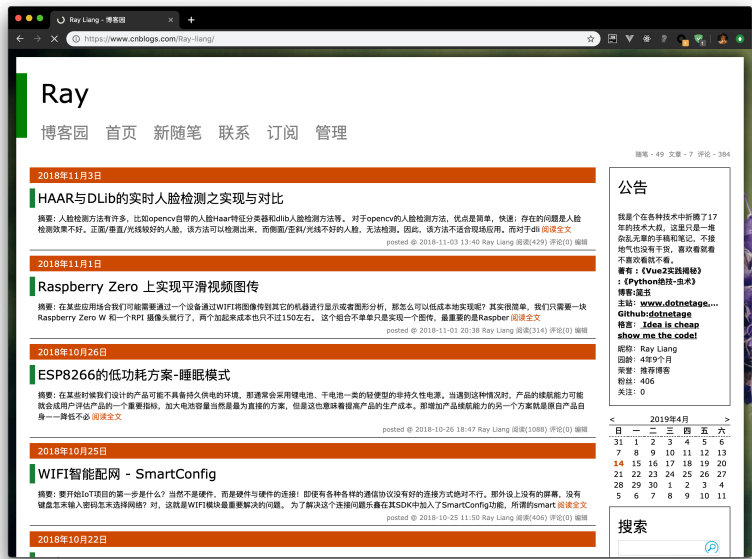 Ray Liang - 博客园
https://www.cnblogs.com/Ray-liang/
Ray
博客园 首页 新随笔 联系 订阅 管理
随笔 - 49 文章 - 7 评论 - 384
2018年11月3日
HAAR与DLib的实时人脸检测之实现与对比
摘要: 人脸检测方法有许多，比如opencv自带的人脸Haar特征分类器和dlib人脸检测方法等。 对于opencv的人脸检测方法，优点是简单，快速；存在的问题是人脸
检测效果不好。正面/垂直/光线较好的人脸，该方法可以检测出来，而侧面/歪斜/光线不好的人脸，无法检测。因此，该方法不适合现场应用。而对于dli 阅读全文
posted @ 2018-11-03 13:40 Ray Liang 阅读(429) 评论(0) 编辑
2018年11月1日
Raspberry Zero 上实现平滑视频图传
摘要: 在某些应用场合我们可能需要通过一个设备通过WIFI将图像传到其它的机器进行显示或者图形分析，那怎么可以低成本地实现呢？其实很简单，我们只需要一块
Raspberry Zero W 和一个RPI 摄像头就行了，两个加起来成本也只不过150左右。 这个组合不单单只是实现一个图传，最重要的是Raspber 阅读全文
posted @ 2018-11-01 20:38 Ray Liang 阅读(314) 评论(0) 编辑
2018年10月26日
ESP8266的低功耗方案-睡眠模式
摘要: 在某些时候我们设计的产品可能不具备持久供电的环境，那通常会采用锂电池、干电池一类的轻便型的非持久性电源。当遇到这种情况时，产品的续航能力可能
就会成用户评估产品的一个重要指标，加大电池容量当然是最为直接的方案，但是这也意味着提高产品的生产成本。那增加产品续航能力的另一个方案就是原自产品自
身——降低不必 阅读全文
posted @ 2018-10-26 18:47 Ray Liang 阅读(1088) 评论(0) 编辑
2018年10月25日
WIFI智能配网 - SmartConfig
摘要: 要开始IoT项目的第一步是什么？当然不是硬件，而是硬件与硬件的连接！即使有各种各样的通信协议没有好的连接方式绝对不行。那外设上没有的屏幕，没有
键盘怎末输入密码怎末选择网络？对，这就是WIFI模块最重要解决的问题。 为了解决这个连接问题乐鑫在其SDK中加入了SmartConfig功能，所谓的smart 阅读全文
posted @ 2018-10-25 11:50 Ray Liang 阅读(406) 评论(0) 编辑
2018年10月22日
公告
我是个在各种技术中折腾了17
年的技术大叔，这里只是一堆
杂乱无章的手稿和笔记，不接
地气也没有干货，喜欢看就看
不喜欢看就不看。
著有：《Vue2实践揭秘》
：《Python绝技-虫术》
博客:简书
主站: www.dotnetage....
Github:dotnetage
格言: Idea is cheap
show me the code!
昵称: Ray Liang
园龄: 4年9个月
荣誉: 推荐博客
粉丝: 406
关注: 0
< 2019年4月 >
日 一 二 三 四 五 六
31 1 2 3 4 5 6
7 8 9 10 11 12 13
14 15 16 17 18 19 20
21 22 23 24 25 26 27
28 29 30 1 2 3 4
5 6 7 8 9 10 11
搜索